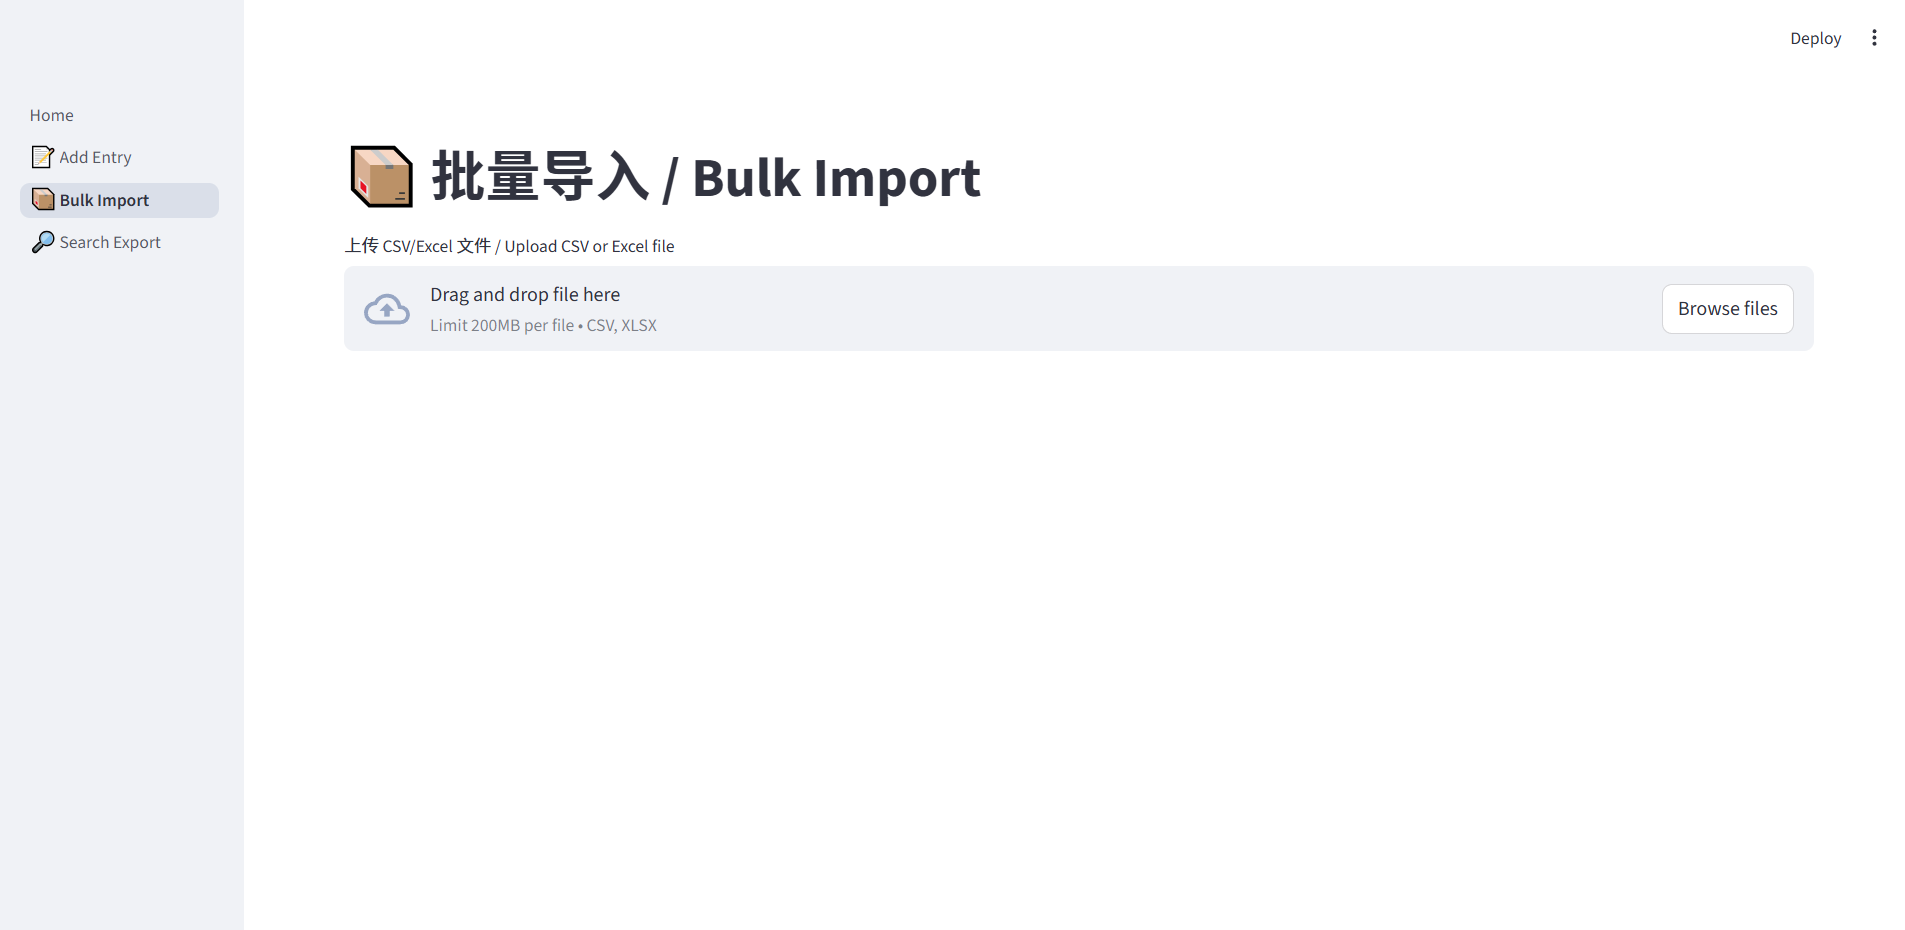 Deploy
Home
Add Entry
Bulk Import
Search Export
批量导入 / Bulk Import
上传 CSV/Excel 文件 / Upload CSV or Excel file
Drag and drop file here
Limit 200MB per file • CSV, XLSX
Browse files